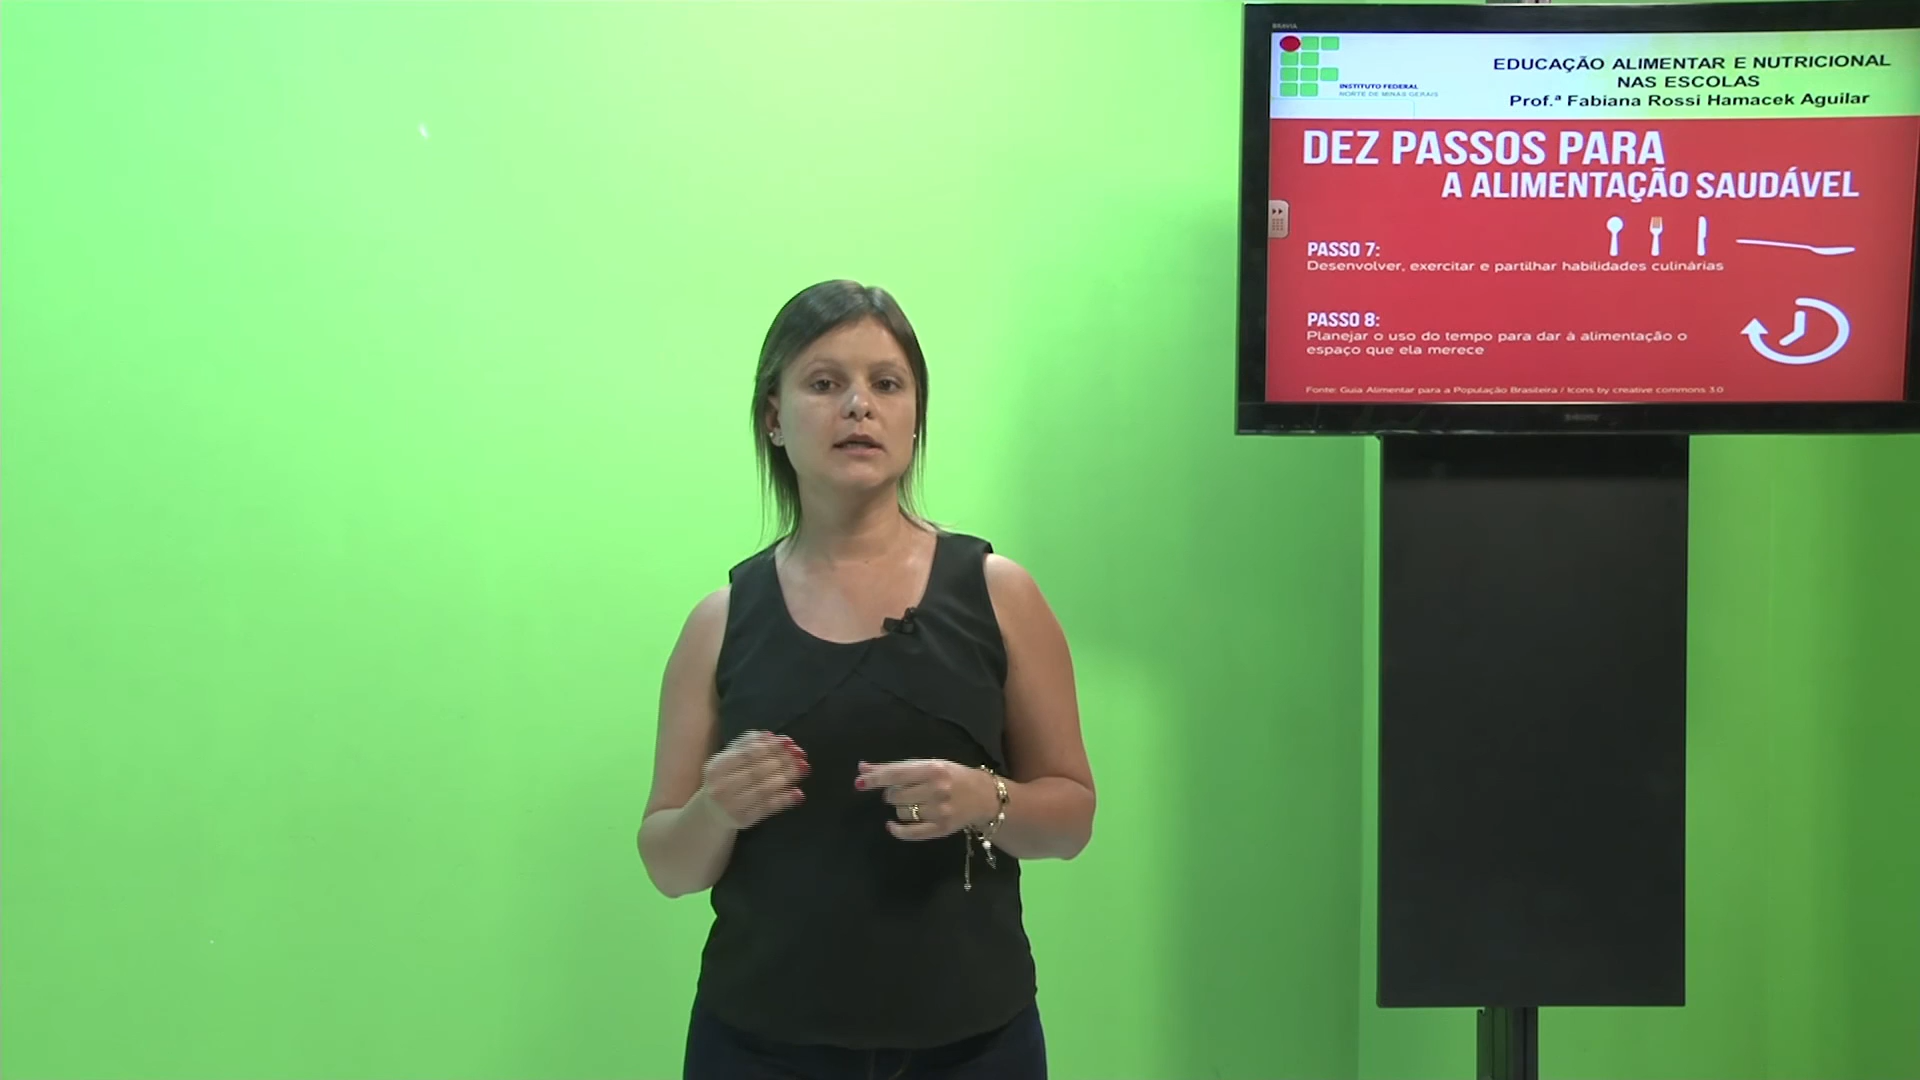 BRAVIA
INSTITUTO FEDERAL
NORTE DE MINAS GERAIS
EDUCAÇÃO ALIMENTAR E NUTRICIONAL
NAS ESCOLAS
Prof.ª Fabiana Rossi Hamacek Aguilar
DEZ PASSOS PARA
A ALIMENTAÇÃO SAUDÁVEL
PASSO 7:
Desenvolver, exercitar e partilhar habilidades culinárias
PASSO 8:
Planejar o uso do tempo para dar à alimentação o
espaço que ela merece
Fonte: Guia Alimentar para a População Brasileira / Icons by creative commons 3.0